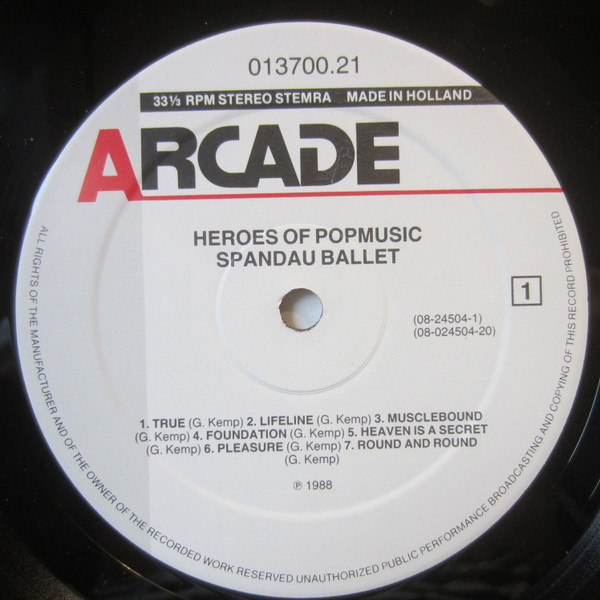 013700.21
33⅓ RPM STEREO STEMRA MADE IN HOLLAND
ARCADE
HEROES OF POPMUSIC
SPANDAU BALLET
1
(08-24504-1)
(08-024504-20)
1. TRUE (G. Kemp) 2. LIFELINE (G. Kemp) 3. MUSCLEBOUND
(G. Kemp) 4. FOUNDATION (G. Kemp) 5. HEAVEN IS A SECRET
(G. Kemp) 6. PLEASURE (G. Kemp) 7. ROUND AND ROUND
(G. Kemp)
℗ 1988
ALL RIGHTS OF THE MANUFACTURER AND OF THE OWNER OF THE RECORDED WORK RESERVED UNAUTHORIZED PUBLIC PERFORMANCE BROADCASTING AND COPYING OF THIS RECORD PROHIBITED